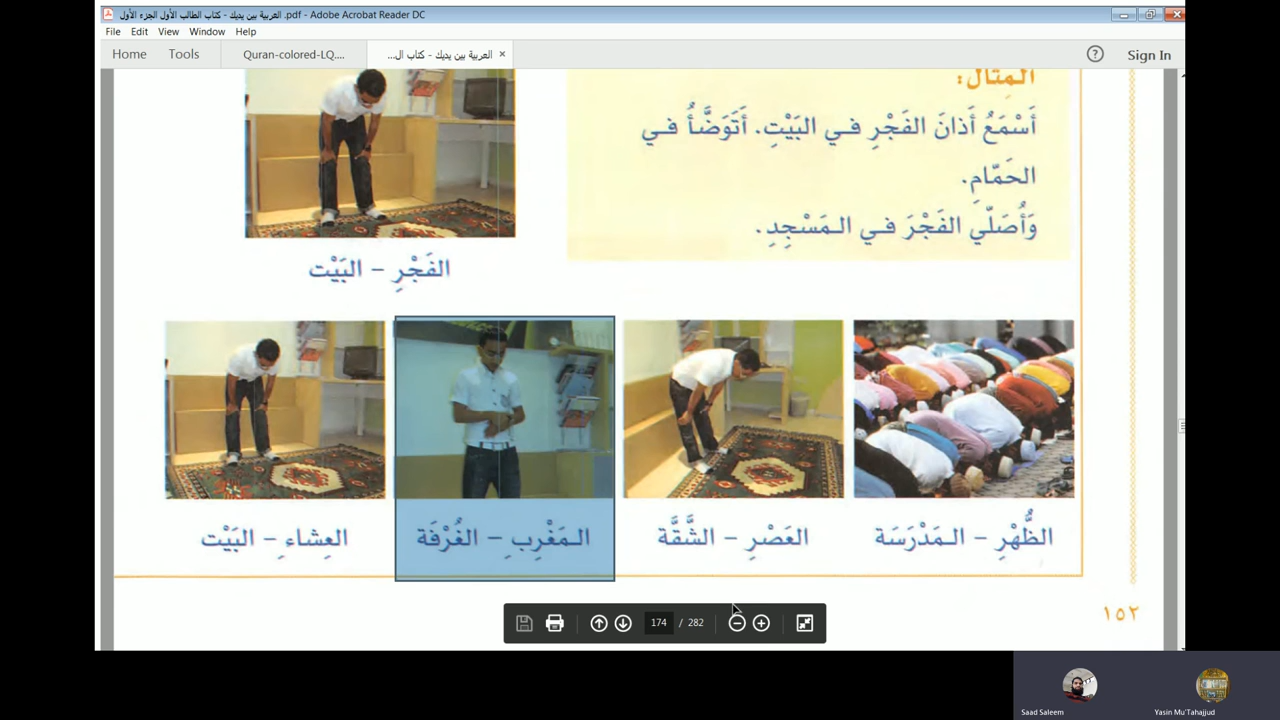 العربية بين يديك - كتاب الطالب الأول الجزء الأول.pdf - Adobe Acrobat Reader DC
File Edit View Window Help
Home Tools Quran-colored-LQ.... العربية بين يديك - كتاب ال... × ? Sign In
المِثال:
أَسْمَعُ أَذانَ الفَجْرِ في البَيْتِ. أَتَوَضَّأُ في
الحَمّامِ.
وَأُصَلّي الفَجْرَ في المَسْجِدِ.
الفَجْرِ – البَيْت
الظُّهْرِ – المَدْرَسَة
العَصْرِ – الشَّقَّة
المَغْرِبِ – الغُرْفَة
العِشاءِ – البَيْت
١٥٢
174 / 282
Saad Saleem
Yasin Mu'Tahajjud